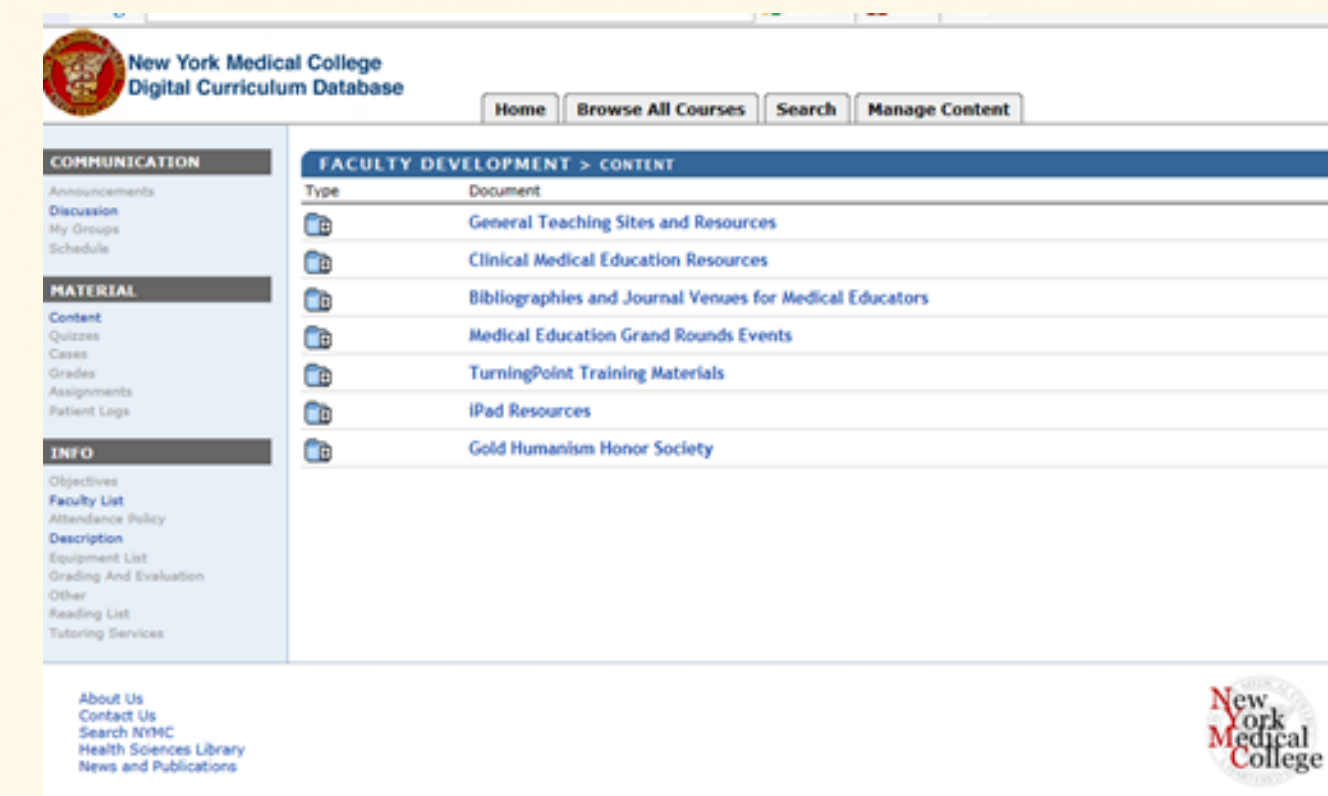 New York Medical College
Digital Curriculum Database
Home Browse All Courses Search Manage Content
COMMUNICATION
Announcements
Discussion
My Groups
Schedule
MATERIAL
Content
Quizzes
Cases
Grades
Assignments
Patient Logs
INFO
Objectives
Faculty List
Attendance Policy
Description
Equipment List
Grading And Evaluation
Other
Reading List
Tutoring Services
FACULTY DEVELOPMENT > CONTENT
Type Document
General Teaching Sites and Resources
Clinical Medical Education Resources
Bibliographies and Journal Venues for Medical Educators
Medical Education Grand Rounds Events
TurningPoint Training Materials
iPad Resources
Gold Humanism Honor Society
About Us
Contact Us
Search NYMC
Health Sciences Library
News and Publications
New
York
Medical
College